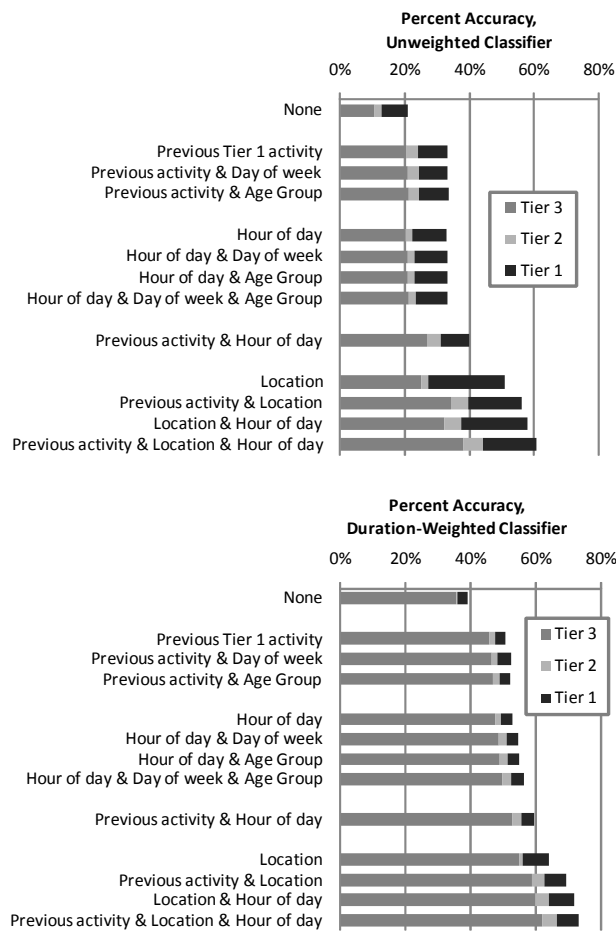 Percent Accuracy,
Unweighted Classifier
0% 20% 40% 60% 80%
None
Previous Tier 1 activity
Previous activity & Day of week
Previous activity & Age Group
Hour of day
Hour of day & Day of week
Hour of day & Age Group
Hour of day & Day of week & Age Group
Previous activity & Hour of day
Location
Previous activity & Location
Location & Hour of day
Previous activity & Location & Hour of day
Tier 3
Tier 2
Tier 1
Percent Accuracy,
Duration-Weighted Classifier
0% 20% 40% 60% 80%
None
Previous Tier 1 activity
Previous activity & Day of week
Previous activity & Age Group
Hour of day
Hour of day & Day of week
Hour of day & Age Group
Hour of day & Day of week & Age Group
Previous activity & Hour of day
Location
Previous activity & Location
Location & Hour of day
Previous activity & Location & Hour of day
Tier 3
Tier 2
Tier 1